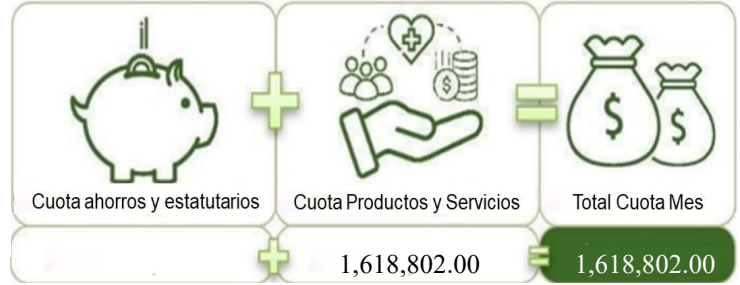 Cuota ahorros y estatutarios
Cuota Productos y Servicios
Total Cuota Mes
1,618,802.00
1,618,802.00